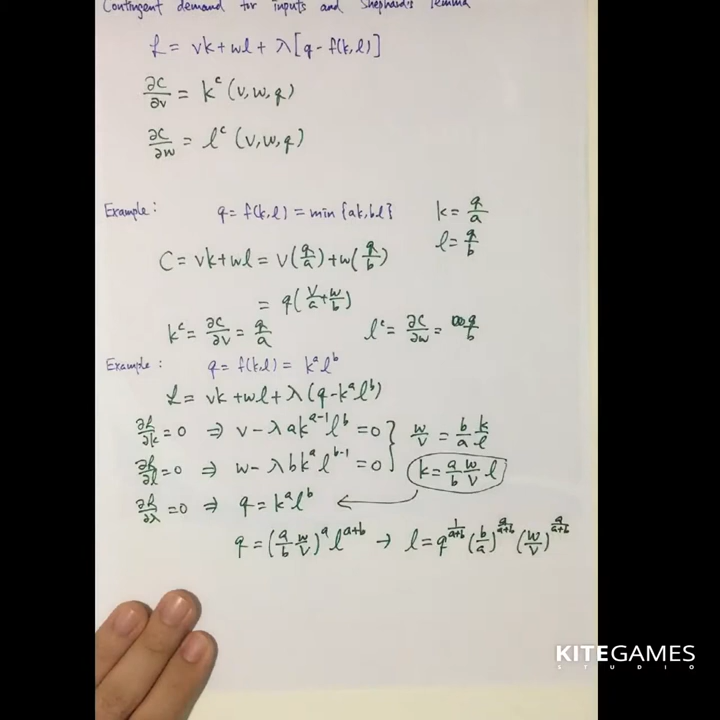 Contingent demand for inputs and Shephard's lemma
ℒ = vk + wl + λ[q - f(k,l)]
∂C/∂v = k^c (v, w, q)
∂C/∂w = l^c (v, w, q)
Example: q = f(k,l) = min {ak, bl} k = q/a
l = q/b
C = vk + wl = v(q/a) + w(q/b)
= q(v/a + w/b)
k^c = ∂C/∂v = q/a l^c = ∂C/∂w = q/b
Example: q = f(k,l) = k^a l^b
ℒ = vk + wl + λ(q - k^a l^b)
∂ℒ/∂k = 0 ⇒ v - λak^(a-1) l^b = 0 } w/v = b/a k/l
∂ℒ/∂l = 0 ⇒ w - λbk^a l^(b-1) = 0 k = a/b w/v l
∂ℒ/∂λ = 0 ⇒ q = k^a l^b ←
q = (a/b w/v)^a l^(a+b) → l = q^(1/(a+b)) (b/a)^(a/(a+b)) (w/v)^(a/(a+b))
KITEGAMES
STUDIO